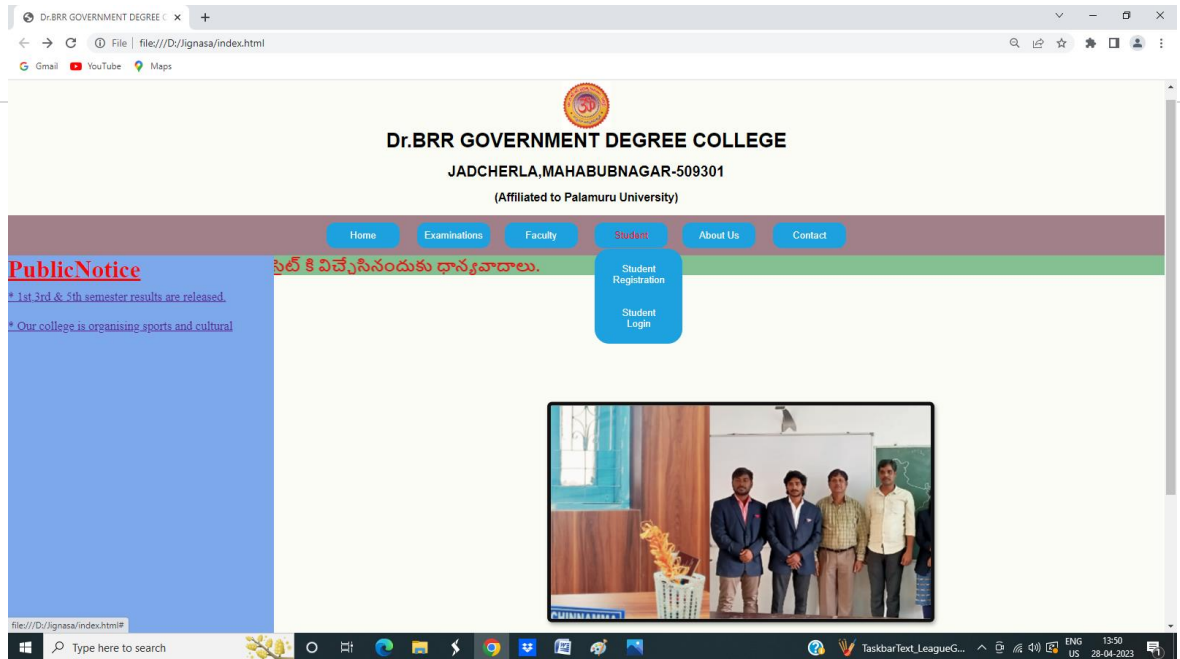 Dr.BRR GOVERNMENT DEGREE C
File
file:///D:/Jignasa/index.html
Gmail YouTube Maps
Dr.BRR GOVERNMENT DEGREE COLLEGE
JADCHERLA,MAHABUBNAGAR-509301
(Affiliated to Palamuru University)
Home Examinations Faculty Student About Us Contact
PublicNotice
సైట్ కి విచ్చేసినందుకు ధాన్యవాదాలు.
Student
Registration
* 1st,3rd & 5th semester results are released.
Student
Login
* Our college is organising sports and cultural
CHINNAMMA
file:///D:/Jignasa/index.html#
Type here to search
TaskbarText_LeagueG...
ENG
US
13:50
28-04-2023